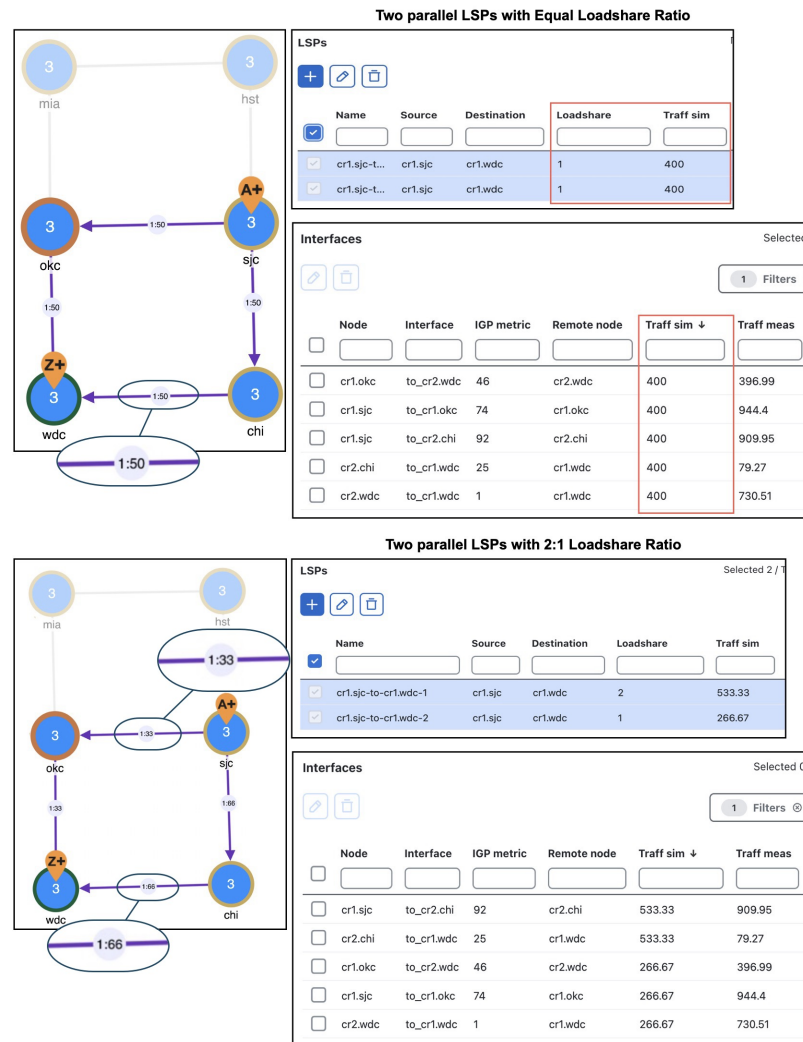 Two parallel LSPs with Equal Loadshare Ratio
3
3
mia
hst
A+
3
1:50
3
okc
sjc
1:50
1:50
Z+
3
1:50
3
wdc
chi
1:50
LSPs
Name Source Destination Loadshare Traff sim
cr1.sjc-t... cr1.sjc cr1.wdc 1 400
cr1.sjc-t... cr1.sjc cr1.wdc 1 400
Interfaces Selected
1 Filters
Node Interface IGP metric Remote node Traff sim ↓ Traff meas
cr1.okc to_cr2.wdc 46 cr2.wdc 400 396.99
cr1.sjc to_cr1.okc 74 cr1.okc 400 944.4
cr1.sjc to_cr2.chi 92 cr2.chi 400 909.95
cr2.chi to_cr1.wdc 25 cr1.wdc 400 79.27
cr2.wdc to_cr1.wdc 1 cr1.wdc 400 730.51
Two parallel LSPs with 2:1 Loadshare Ratio
3
3
mia
hst
1:33
A+
3
1:33
3
okc
sjc
1:33
1:66
Z+
3
1:66
3
wdc
chi
1:66
LSPs Selected 2 / T
Name Source Destination Loadshare Traff sim
cr1.sjc-to-cr1.wdc-1 cr1.sjc cr1.wdc 2 533.33
cr1.sjc-to-cr1.wdc-2 cr1.sjc cr1.wdc 1 266.67
Interfaces Selected 0
1 Filters
Node Interface IGP metric Remote node Traff sim ↓ Traff meas
cr1.sjc to_cr2.chi 92 cr2.chi 533.33 909.95
cr2.chi to_cr1.wdc 25 cr1.wdc 533.33 79.27
cr1.okc to_cr2.wdc 46 cr2.wdc 266.67 396.99
cr1.sjc to_cr1.okc 74 cr1.okc 266.67 944.4
cr2.wdc to_cr1.wdc 1 cr1.wdc 266.67 730.51